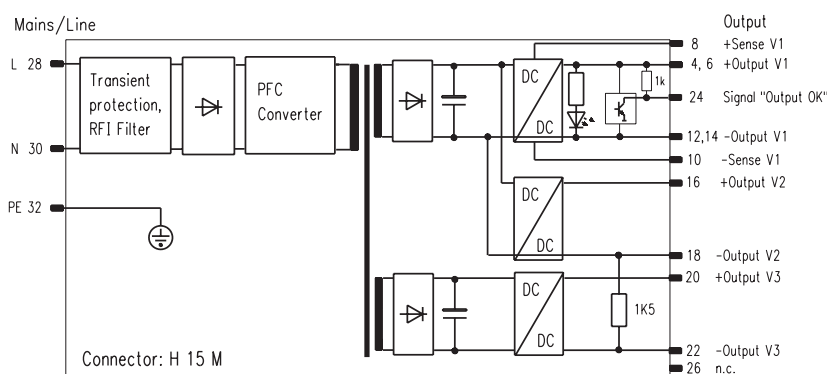 Mains/Line
Output
8 +Sense V1
L 28
4, 6 +Output V1
Transient
protection,
RFI Filter
PFC
Converter
DC
DC
1k
24 Signal "Output OK"
N 30
12,14 -Output V1
10 -Sense V1
PE 32
16 +Output V2
DC
DC
18 -Output V2
20 +Output V3
DC
DC
1K5
22 -Output V3
26 n.c.
Connector: H 15 M